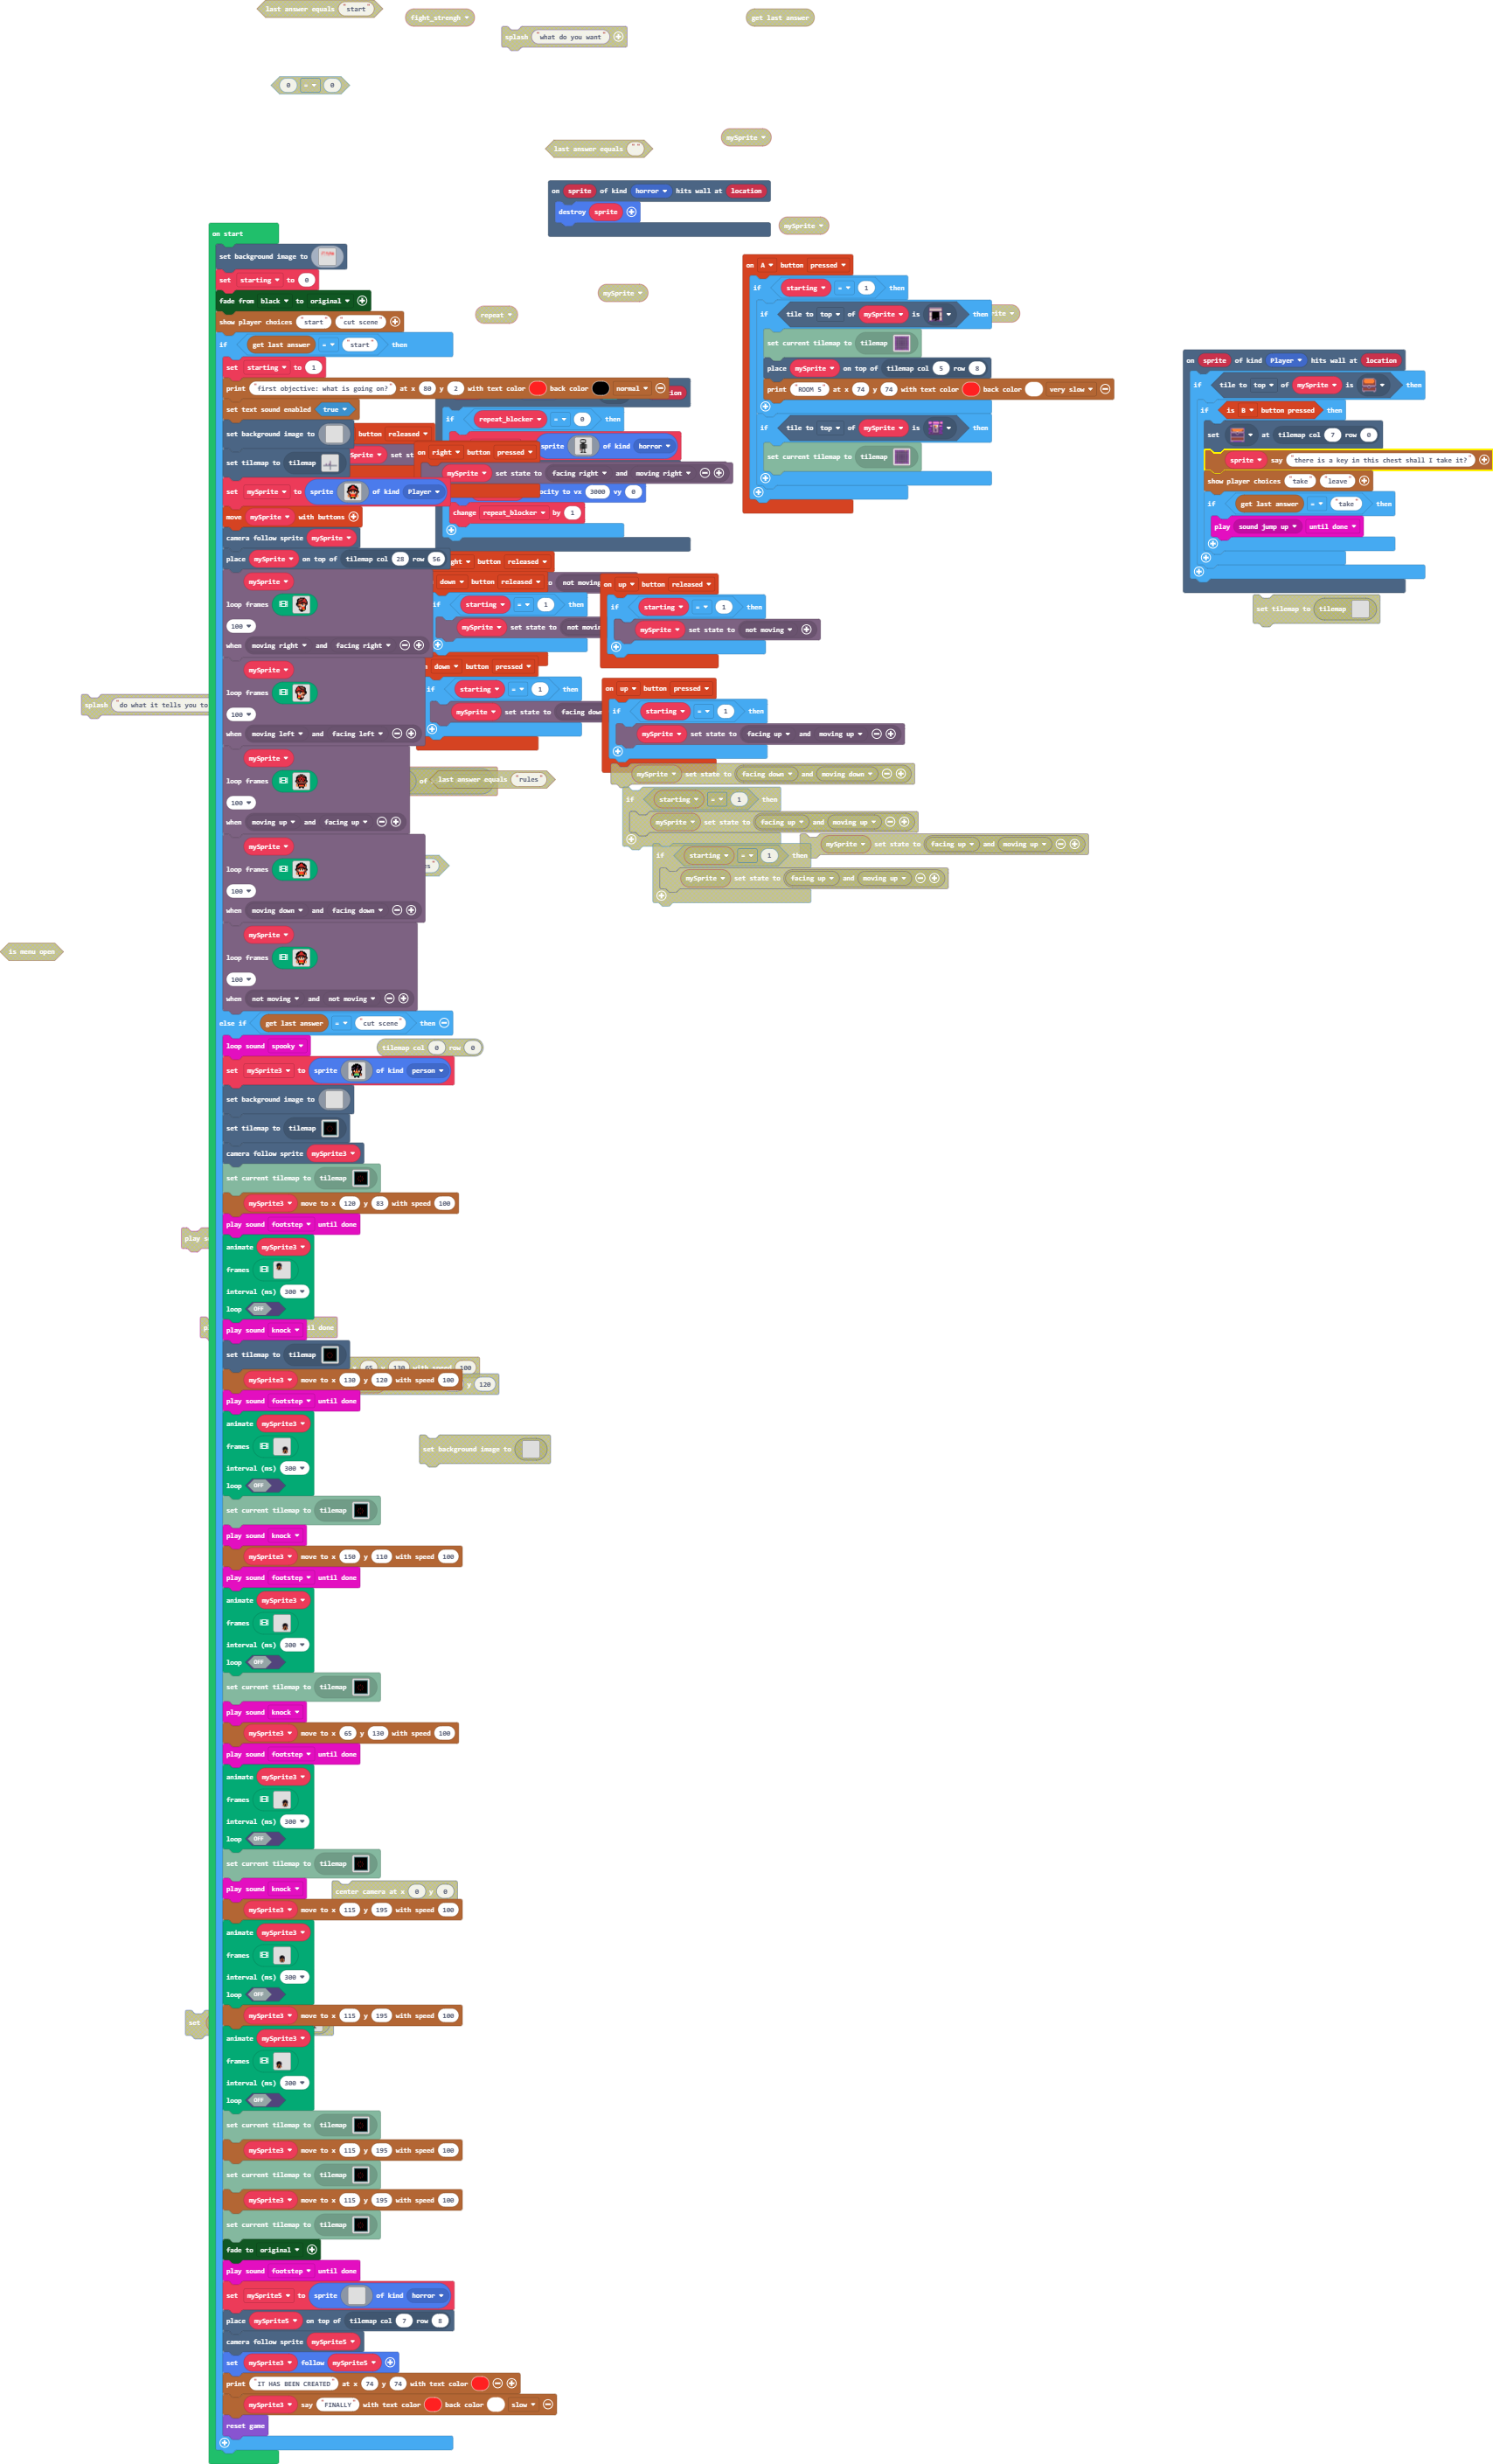 last answer equals "start"
fight_strengh
get last answer
splash "what do you want"
0 = 0
mySprite
last answer equals ""
on sprite of kind horror hits wall at location
destroy sprite
mySprite
on start
set background image to
set starting to 0
fade from black to original
show player choices "start" "cut scene"
if get last answer = "start" then
set starting to 1
print "first objective: what is going on?" at x 80 y 2 with text color back color normal
set text sound enabled true
set background image to
set tilemap to tilemap
set mySprite to sprite of kind Player
move mySprite with buttons
camera follow sprite mySprite
place mySprite on top of tilemap col 28 row 56
mySprite
loop frames
100
when moving right and facing right
mySprite
loop frames
100
when moving left and facing left
mySprite
loop frames
100
when moving up and facing up
mySprite
loop frames
100
when moving down and facing down
mySprite
loop frames
100
when not moving and not moving
else if get last answer = "cut scene" then
loop sound spooky
set mySprite3 to sprite of kind person
set background image to
set tilemap to tilemap
camera follow sprite mySprite3
set current tilemap to tilemap
mySprite3 move to x 120 y 83 with speed 100
play sound footstep until done
animate mySprite3
frames
interval (ms) 300
loop OFF
play sound knock
set tilemap to tilemap
mySprite3 move to x 130 y 120 with speed 100
play sound footstep until done
animate mySprite3
frames
interval (ms) 300
loop OFF
set current tilemap to tilemap
play sound knock
mySprite3 move to x 150 y 110 with speed 100
play sound footstep until done
animate mySprite3
frames
interval (ms) 300
loop OFF
set current tilemap to tilemap
play sound knock
mySprite3 move to x 65 y 130 with speed 100
play sound footstep until done
animate mySprite3
frames
interval (ms) 300
loop OFF
set current tilemap to tilemap
play sound knock
mySprite3 move to x 115 y 195 with speed 100
animate mySprite3
frames
interval (ms) 300
loop OFF
mySprite3 move to x 115 y 195 with speed 100
animate mySprite3
frames
interval (ms) 300
loop OFF
set current tilemap to tilemap
mySprite3 move to x 115 y 195 with speed 100
set current tilemap to tilemap
mySprite3 move to x 115 y 195 with speed 100
set current tilemap to tilemap
fade to original
play sound footstep until done
set mySprite5 to sprite of kind horror
place mySprite5 on top of tilemap col 7 row 8
camera follow sprite mySprite5
set mySprite3 follow mySprite5
print "IT HAS BEEN CREATED" at x 74 y 74 with text color
mySprite3 say "FINALLY" with text color back color slow
reset game
mySprite
repeat
if repeat_blocker = 0 then
sprite of kind horror
button released
on right button pressed
mySprite set state to facing right and moving right
to vx 3000 vy 0
change repeat_blocker by 1
button released
down button released
not moving
if starting = 1 then
mySprite set state to
down button pressed
if starting = 1 then
mySprite set state to facing down
on up button released
if starting = 1 then
mySprite set state to not moving
on up button pressed
if starting = 1 then
mySprite set state to facing up and moving up
mySprite set state to facing down and moving down
if starting = 1 then
mySprite set state to facing up and moving up
mySprite set state to facing up and moving up
if starting = 1 then
mySprite set state to facing up and moving up
splash "do what it tells you to
of
last answer equals "rules"
is menu open
tilemap col 0 row 0
x 65 y 130 with speed 100
y 120
set background image to
center camera at x 0 y 0
set
on A button pressed
if starting = 1 then
if tile to top of mySprite is then
set current tilemap to tilemap
place mySprite on top of tilemap col 5 row 8
print "ROOM 5" at x 74 y 74 with text color back color very slow
if tile to top of mySprite is then
set current tilemap to tilemap
on sprite of kind Player hits wall at location
if tile to top of mySprite is then
if is B button pressed then
set at tilemap col 7 row 0
sprite say "there is a key in this chest shall I take it?"
show player choices "take" "leave"
if get last answer = "take" then
play sound jump up until done
set tilemap to tilemap